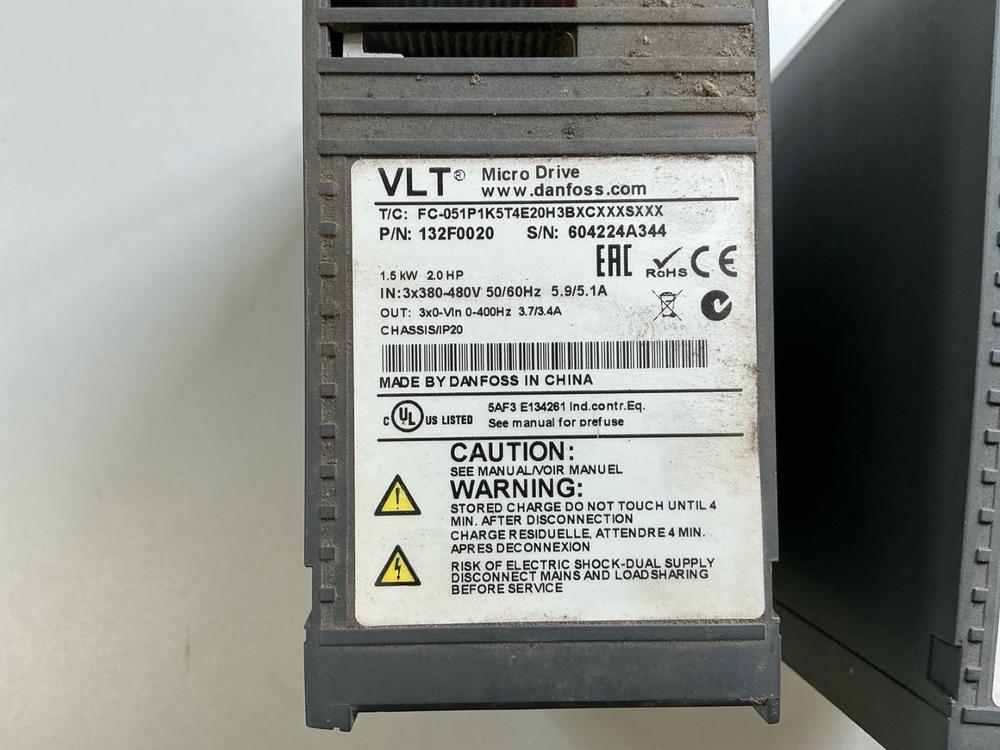 VLT® Micro Drive
www.danfoss.com
T/C: FC-051P1K5T4E20H3BXCXXXSXXX
P/N: 132F0020 S/N: 604224A344
EAC RoHS CE
1.5 kW 2.0 HP
IN:3x380-480V 50/60Hz 5.9/5.1A
OUT: 3x0-Vin 0-400Hz 3.7/3.4A
CHASSIS/IP20
MADE BY DANFOSS IN CHINA
C UL US LISTED 5AF3 E134261 Ind.contr.Eq.
See manual for prefuse
CAUTION:
SEE MANUAL/VOIR MANUEL
WARNING:
STORED CHARGE DO NOT TOUCH UNTIL 4
MIN. AFTER DISCONNECTION
CHARGE RESIDUELLE, ATTENDRE 4 MIN.
APRES DECONNEXION
RISK OF ELECTRIC SHOCK-DUAL SUPPLY
DISCONNECT MAINS AND LOADSHARING
BEFORE SERVICE